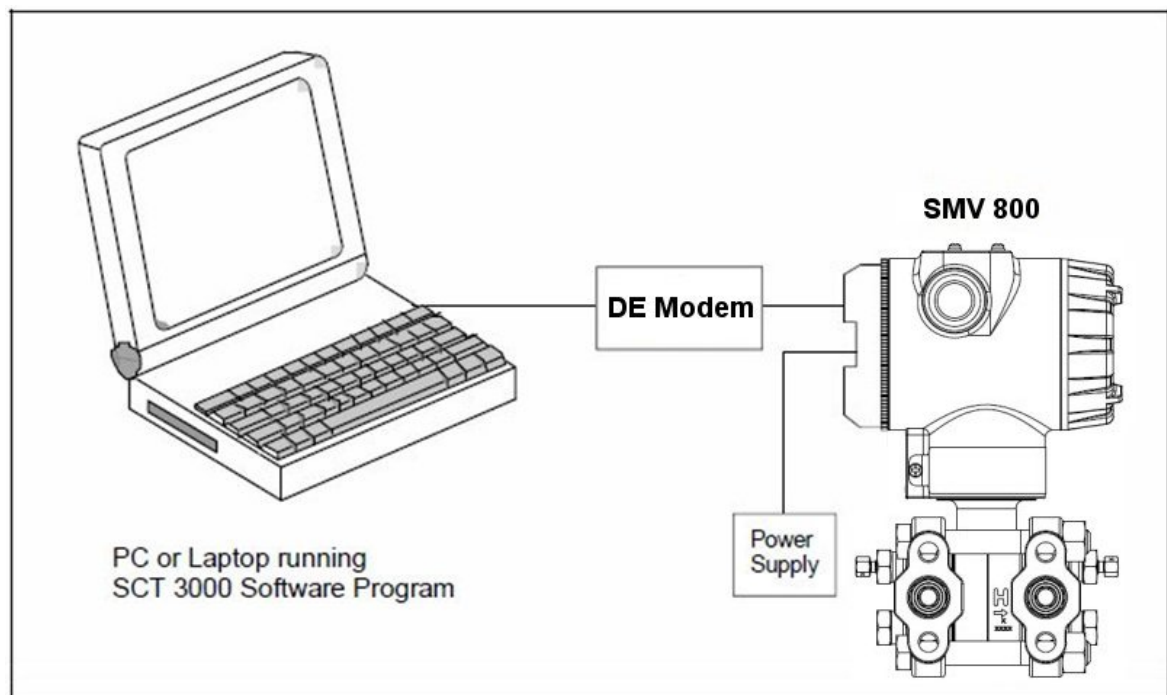 SMV 800
DE Modem
Power
Supply
PC or Laptop running
SCT 3000 Software Program